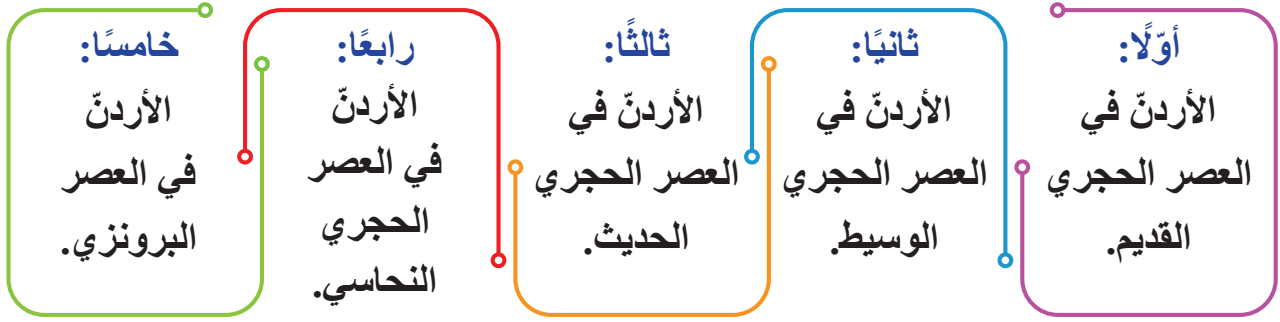 أوّلًا:
الأردنّ في
العصر الحجري
القديم.
ثانيًا:
الأردنّ في
العصر الحجري
الوسيط.
ثالثًا:
الأردنّ في
العصر الحجري
الحديث.
رابعًا:
الأردنّ
في العصر
الحجري
النحاسي.
خامسًا:
الأردنّ
في العصر
البرونزي.